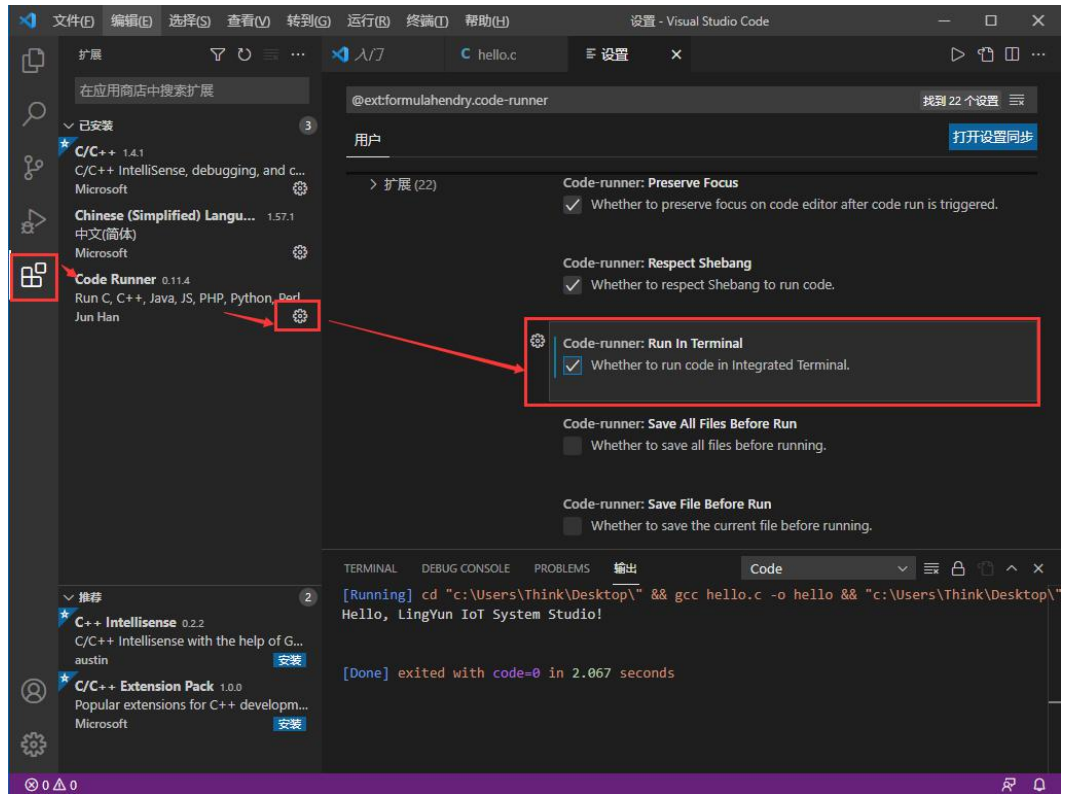 文件(F) 编辑(E) 选择(S) 查看(V) 转到(G) 运行(R) 终端(T) 帮助(H) 设置 - Visual Studio Code
扩展
入门 hello.c 设置
在应用商店中搜索扩展
@ext:formulahendry.code-runner 找到 22 个设置
已安装 3
用户 打开设置同步
C/C++ 1.4.1
C/C++ IntelliSense, debugging, and c...
Microsoft
Chinese (Simplified) Langu... 1.57.1
中文(简体)
Microsoft
Code Runner 0.11.4
Run C, C++, Java, JS, PHP, Python, Perl
Jun Han
扩展 (22)
Code-runner: Preserve Focus
Whether to preserve focus on code editor after code run is triggered.
Code-runner: Respect Shebang
Whether to respect Shebang to run code.
Code-runner: Run In Terminal
Whether to run code in Integrated Terminal.
Code-runner: Save All Files Before Run
Whether to save all files before running.
Code-runner: Save File Before Run
Whether to save the current file before running.
TERMINAL DEBUG CONSOLE PROBLEMS 输出 Code
[Running] cd "c:\Users\Think\Desktop\" && gcc hello.c -o hello && "c:\Users\Think\Desktop\"
Hello, LingYun IoT System Studio!
[Done] exited with code=0 in 2.067 seconds
推荐 2
C++ Intellisense 0.2.2
C/C++ Intellisense with the help of G...
austin 安装
C/C++ Extension Pack 1.0.0
Popular extensions for C++ developm...
Microsoft 安装
0 0